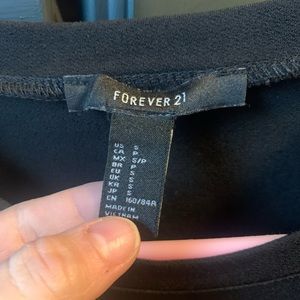 FOREVER 21
US S
CA P
MX S/P
BR P
EU S
UK S
KR S
JP S
CN 160/84A
MADE IN
VIETNAM